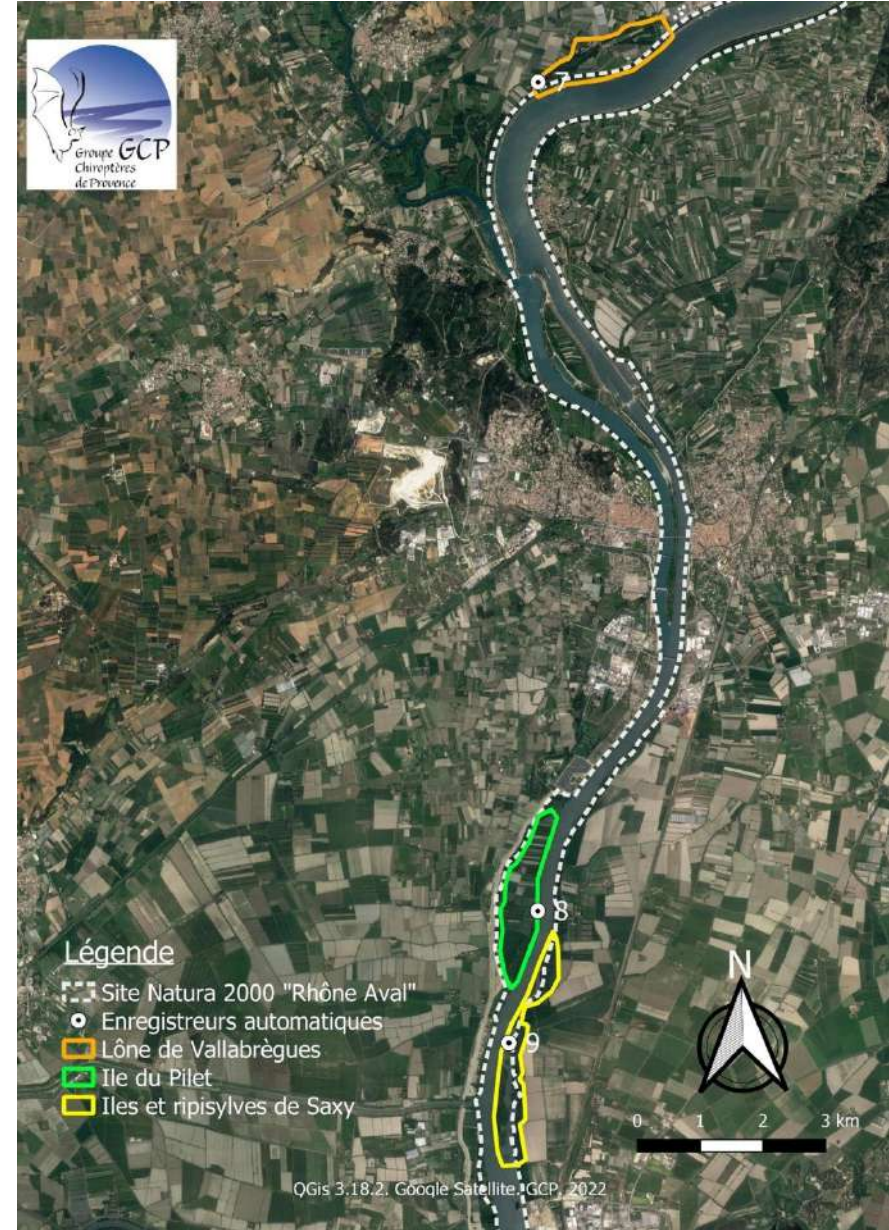 Groupe GCP
Chiroptères
de Provence
7
8
9
Légende
Site Natura 2000 "Rhône Aval"
Enregistreurs automatiques
Lône de Vallabrègues
Ile du Pilet
Iles et ripisylves de Saxy
N
0 1 2 3 km
QGis 3.18.2. Google Satellite. GCP, 2022